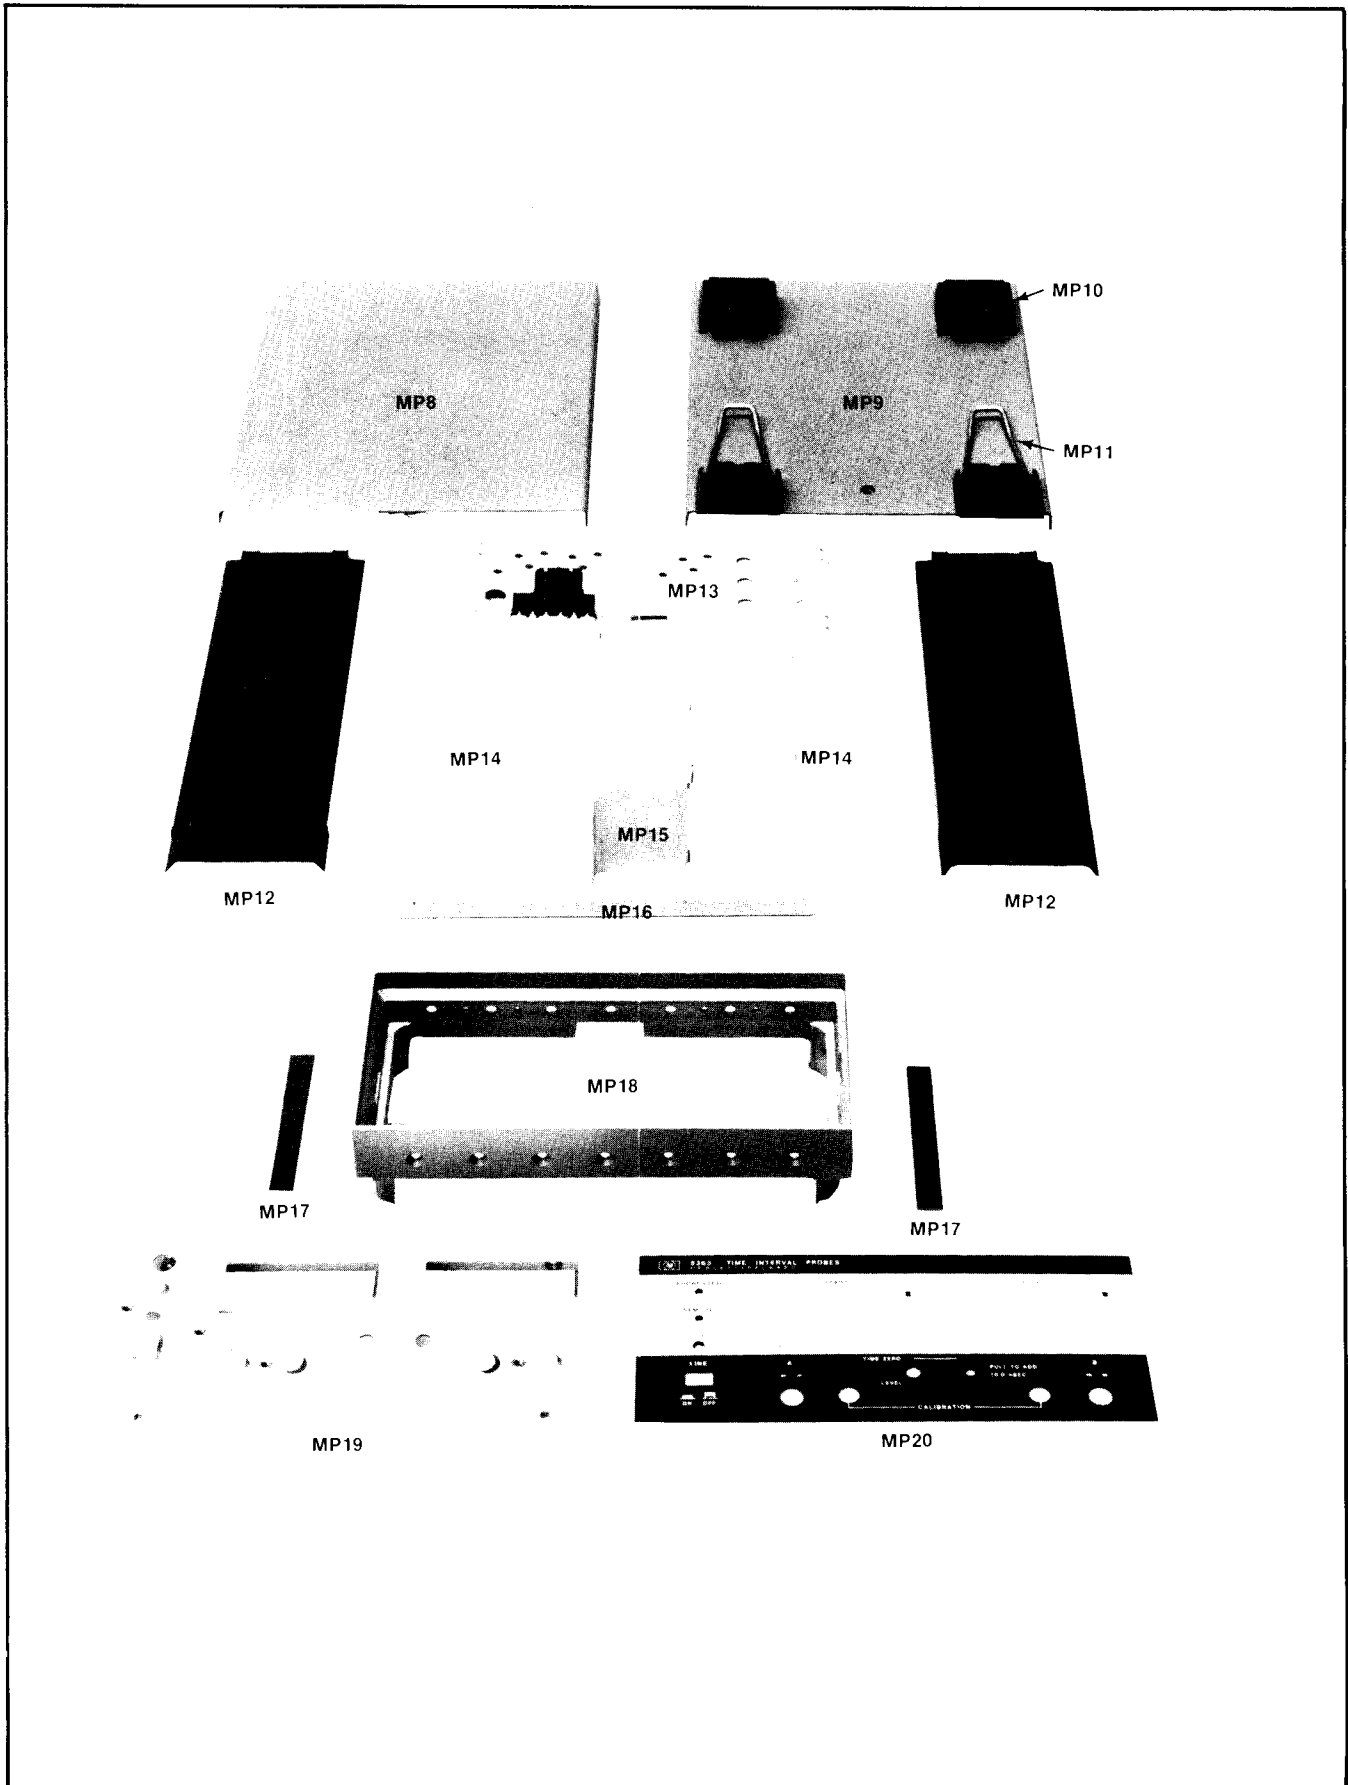 MP10
MP8
MP9
MP11
MP13
MP14
MP14
MP15
MP12
MP16
MP12
MP18
MP17
MP17
TIME INTERVAL PROBES
LINE
A
TIME ZERO
B
PULL TO ADD
10.0 nSEC
LEVEL
ON OFF
CALIBRATION
MP19
MP20